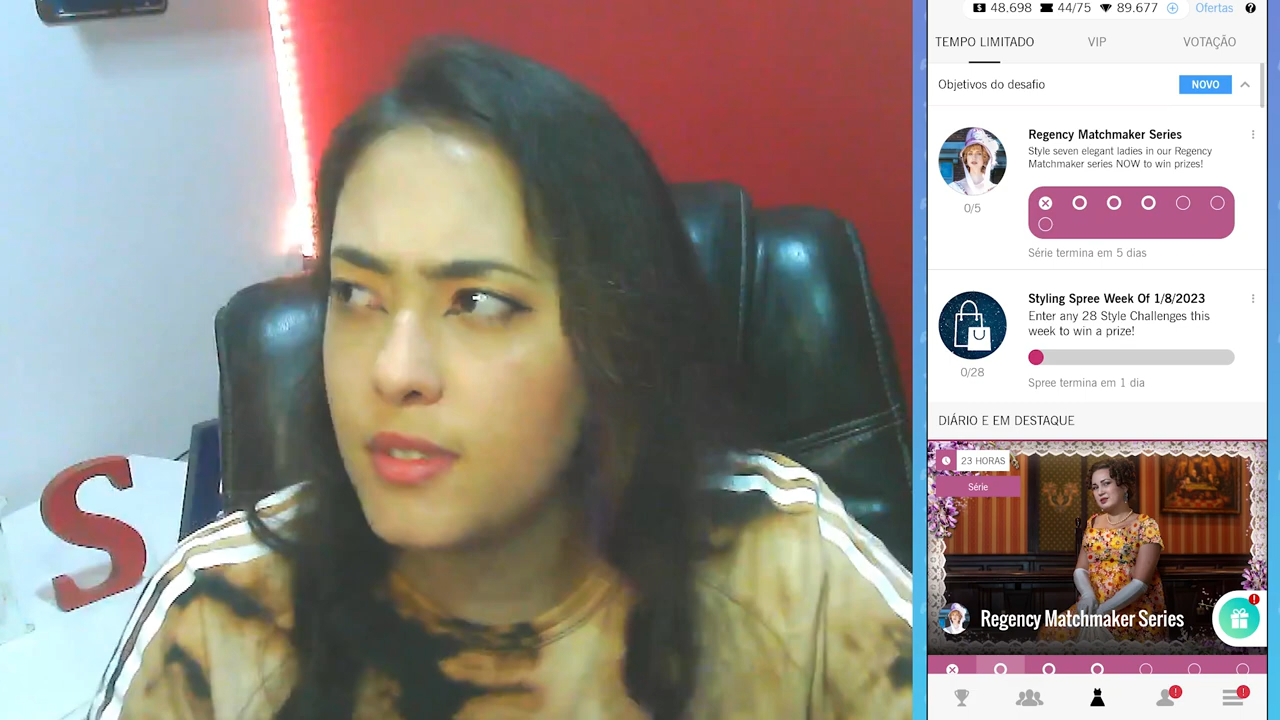 S
48.698 44/75 89.677 Ofertas
TEMPO LIMITADO VIP VOTAÇÃO
Objetivos do desafio NOVO
Regency Matchmaker Series
Style seven elegant ladies in our Regency
Matchmaker series NOW to win prizes!
0/5
Série termina em 5 dias
Styling Spree Week Of 1/8/2023
Enter any 28 Style Challenges this
week to win a prize!
0/28
Spree termina em 1 dia
DIÁRIO E EM DESTAQUE
23 HORAS
Série
Regency Matchmaker Series